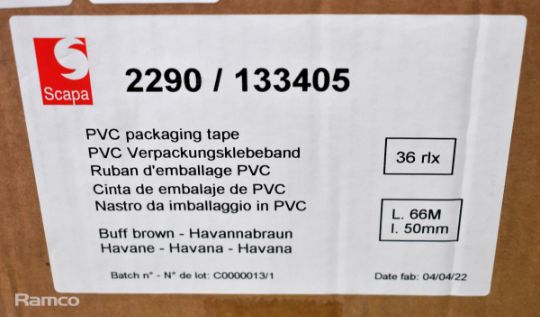 Scapa
2290 / 133405
PVC packaging tape
PVC Verpackungsklebeband
Ruban d'emballage PVC
Cinta de embalaje de PVC
Nastro da imballaggio in PVC
36 rlx
L. 66M
l. 50mm
Buff brown - Havannabraun
Havane - Havana - Havana
Batch n° - N° de lot: C0000013/1
Date fab: 04/04/22
Ramco